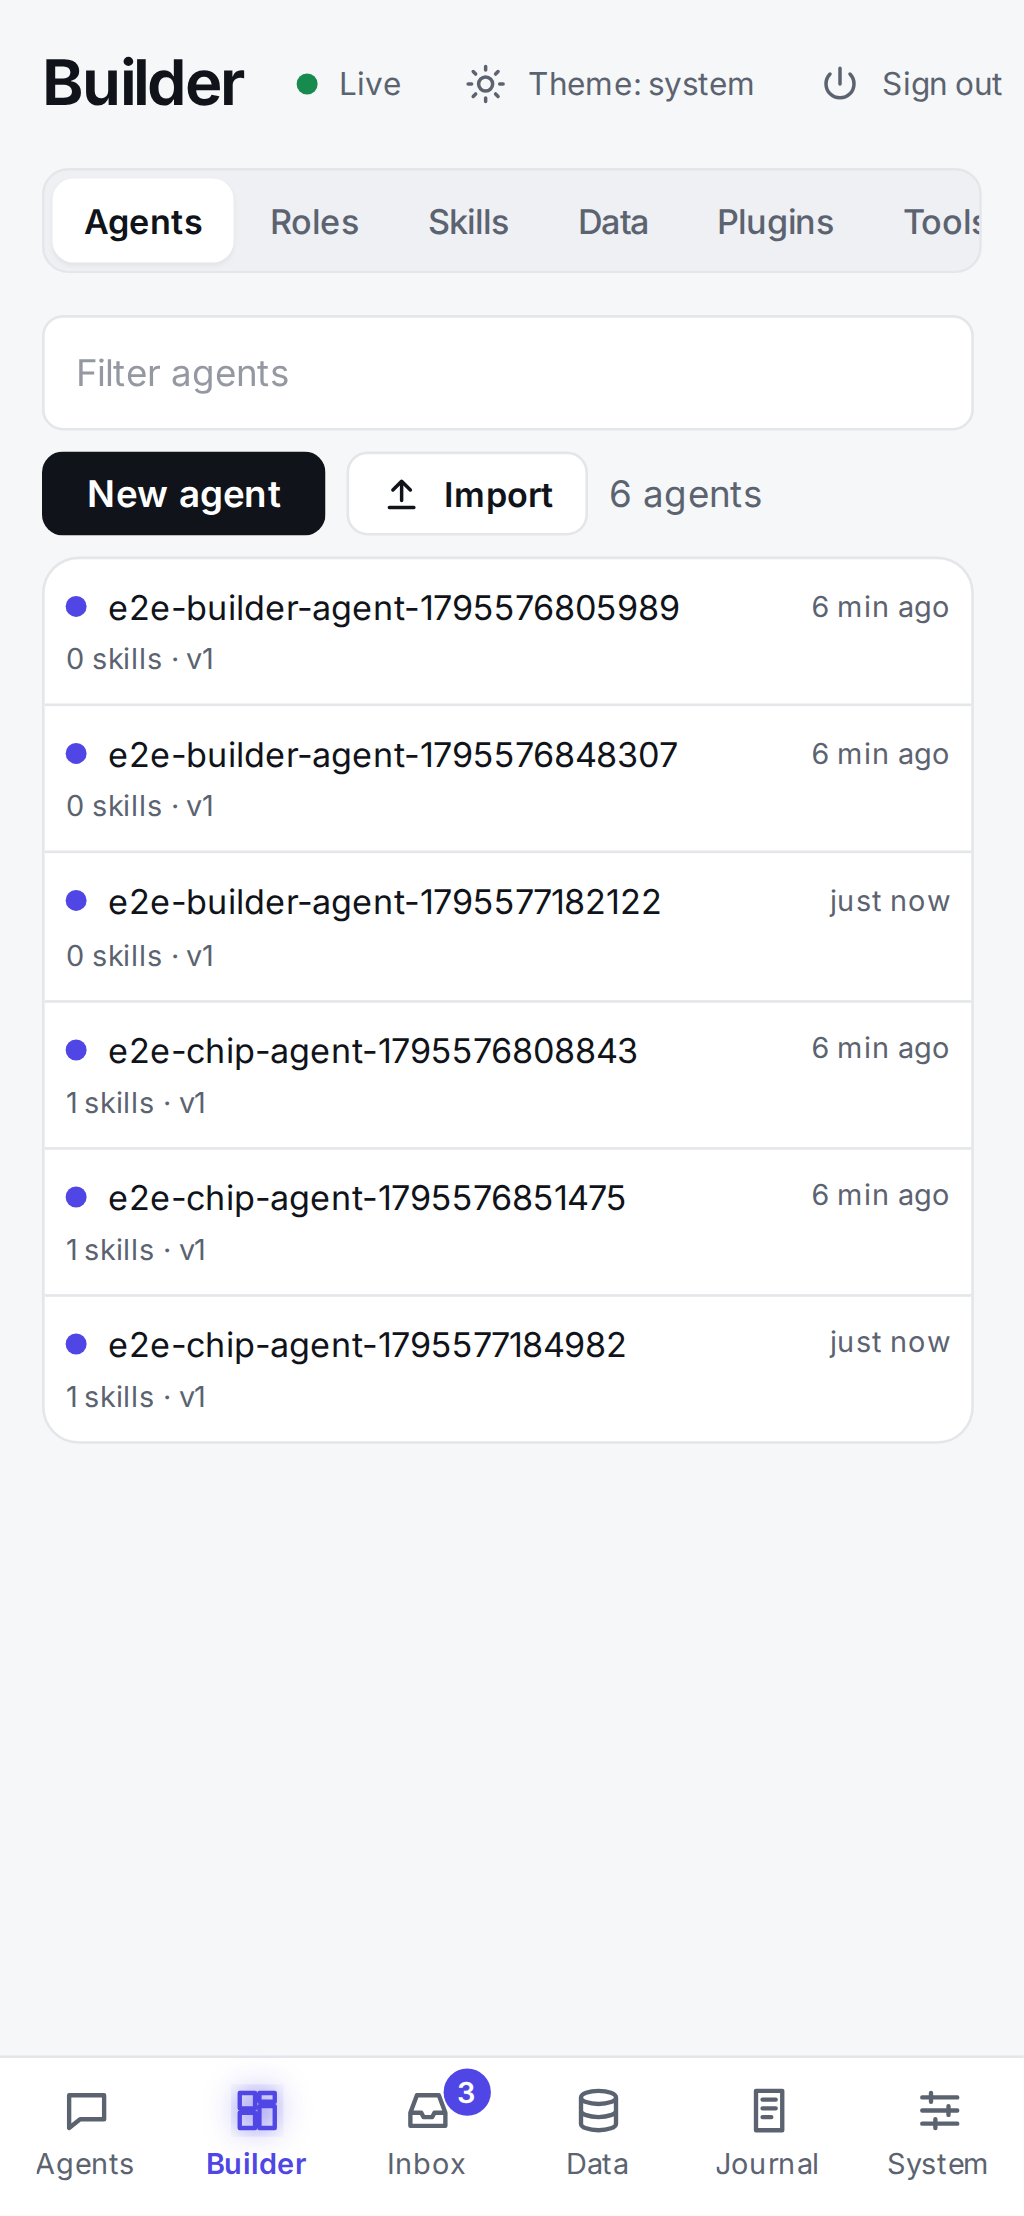 Builder Live Theme: system Sign out
Agents Roles Skills Data Plugins Tools
Filter agents
New agent Import 6 agents
e2e-builder-agent-1795576805989 6 min ago
0 skills · v1
e2e-builder-agent-1795576848307 6 min ago
0 skills · v1
e2e-builder-agent-1795577182122 just now
0 skills · v1
e2e-chip-agent-1795576808843 6 min ago
1 skills · v1
e2e-chip-agent-1795576851475 6 min ago
1 skills · v1
e2e-chip-agent-1795577184982 just now
1 skills · v1
3
Agents Builder Inbox Data Journal System